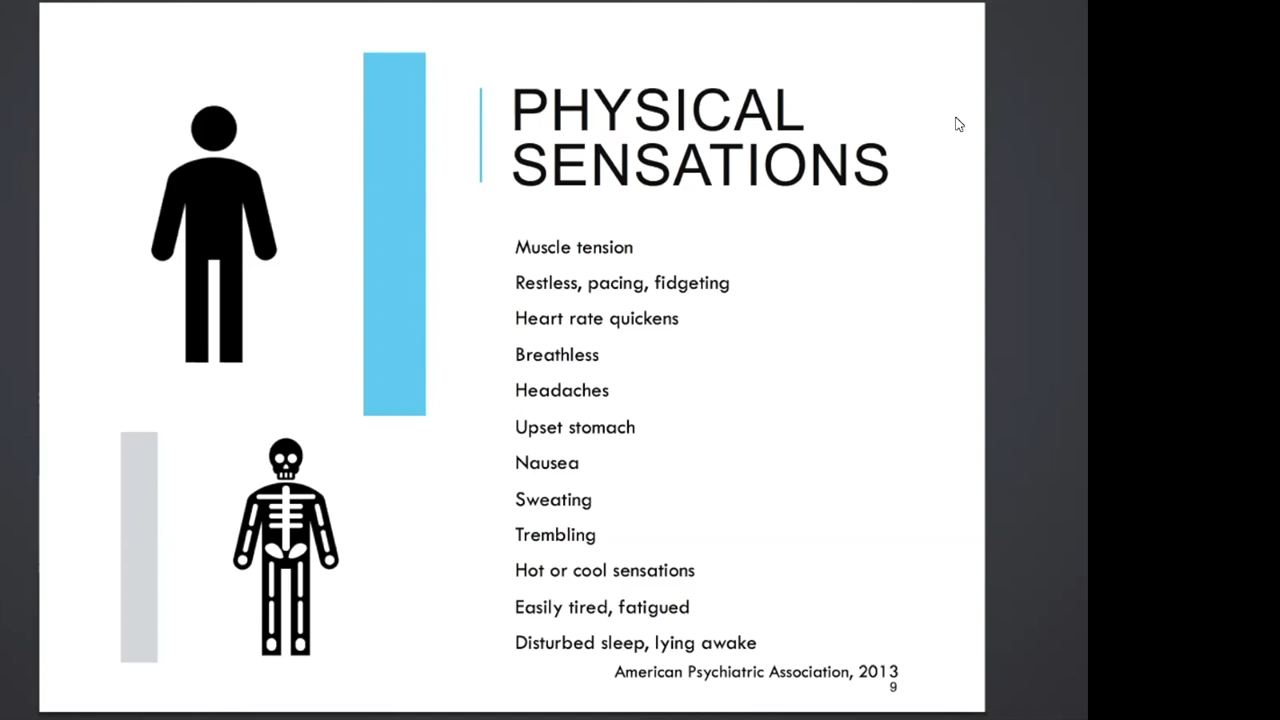 PHYSICAL
SENSATIONS
Muscle tension
Restless, pacing, fidgeting
Heart rate quickens
Breathless
Headaches
Upset stomach
Nausea
Sweating
Trembling
Hot or cool sensations
Easily tired, fatigued
Disturbed sleep, lying awake
American Psychiatric Association, 2013
9